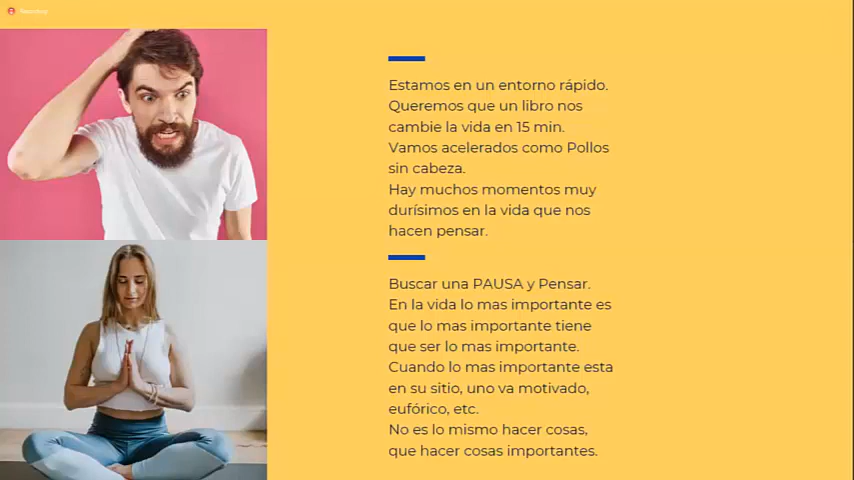 Estamos en un entorno rápido.
Queremos que un libro nos
cambie la vida en 15 min.
Vamos acelerados como Pollos
sin cabeza.
Hay muchos momentos muy
durísimos en la vida que nos
hacen pensar.
Buscar una PAUSA y Pensar.
En la vida lo mas importante es
que lo mas importante tiene
que ser lo mas importante.
Cuando lo mas importante esta
en su sitio, uno va motivado,
eufórico, etc.
No es lo mismo hacer cosas,
que hacer cosas importantes.